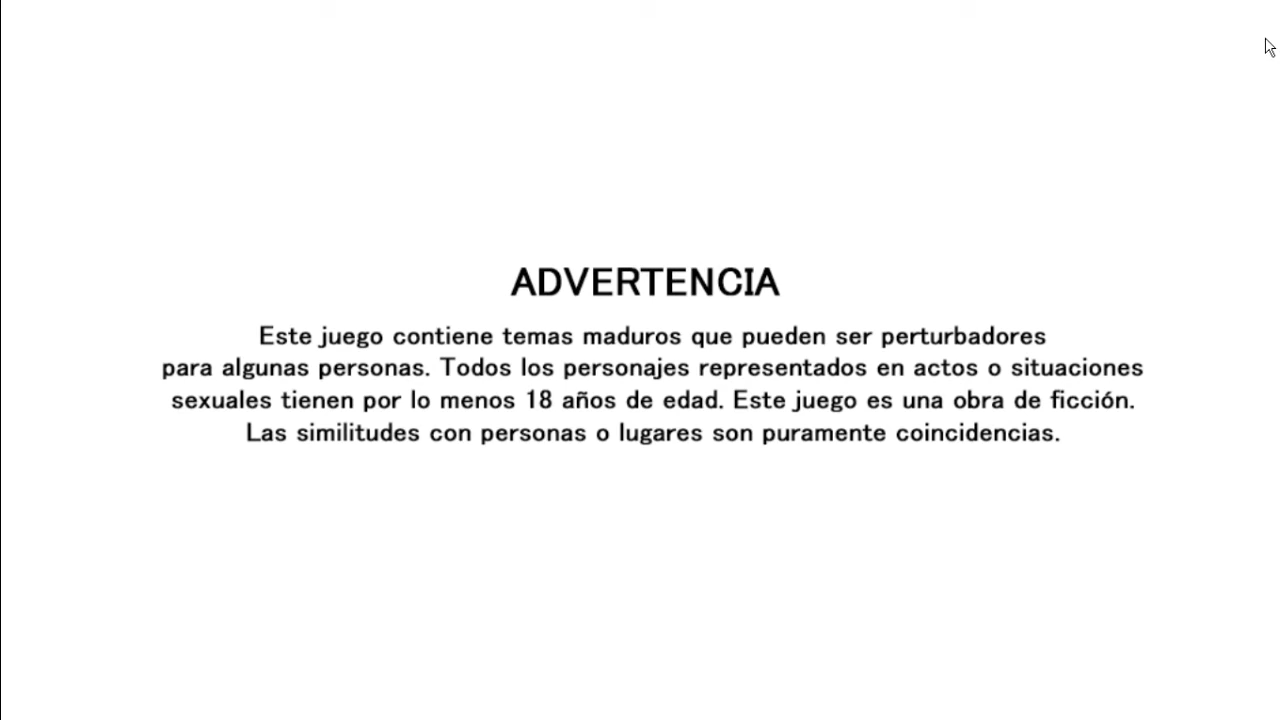 ADVERTENCIA
Este juego contiene temas maduros que pueden ser perturbadores
para algunas personas. Todos los personajes representados en actos o situaciones
sexuales tienen por lo menos 18 años de edad. Este juego es una obra de ficción.
Las similitudes con personas o lugares son puramente coincidencias.